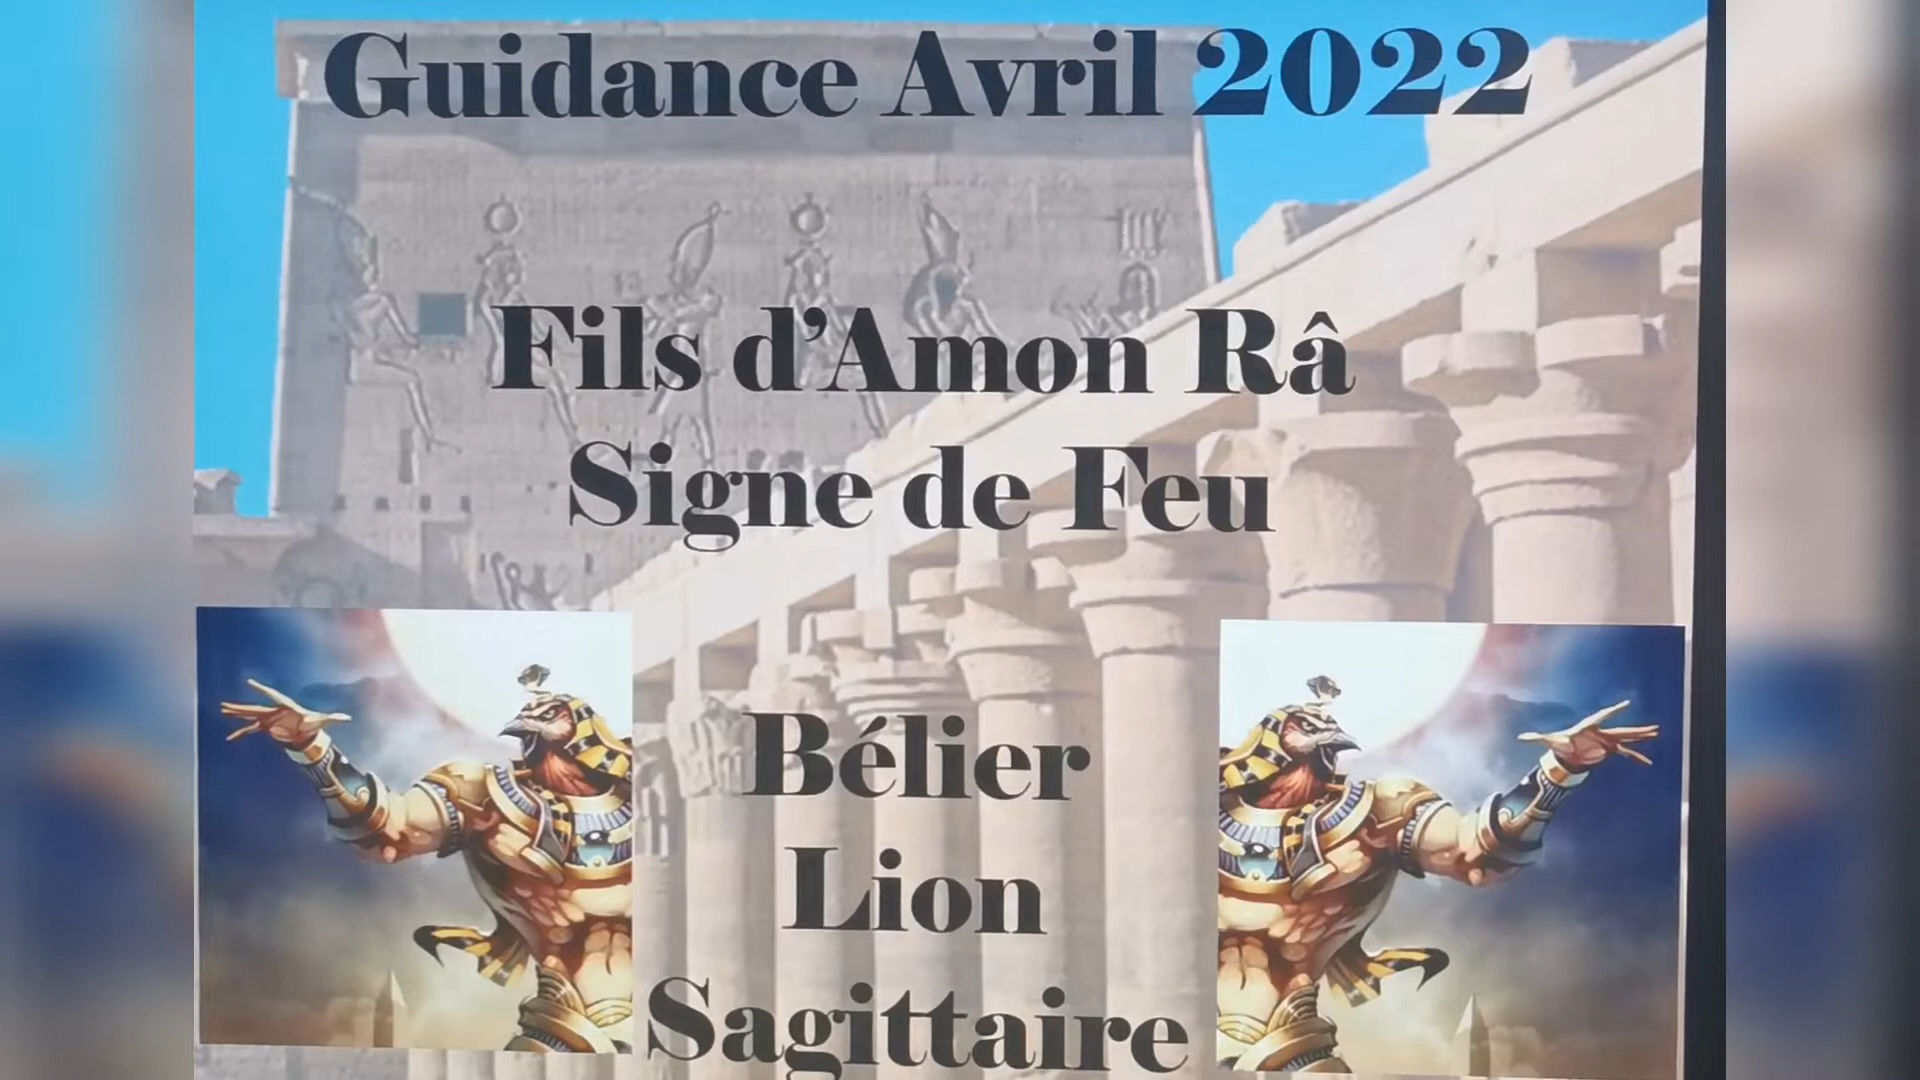 Guidance Avril 2022
Fils d'Amon Râ
Signe de Feu
Bélier
Lion
Sagittaire